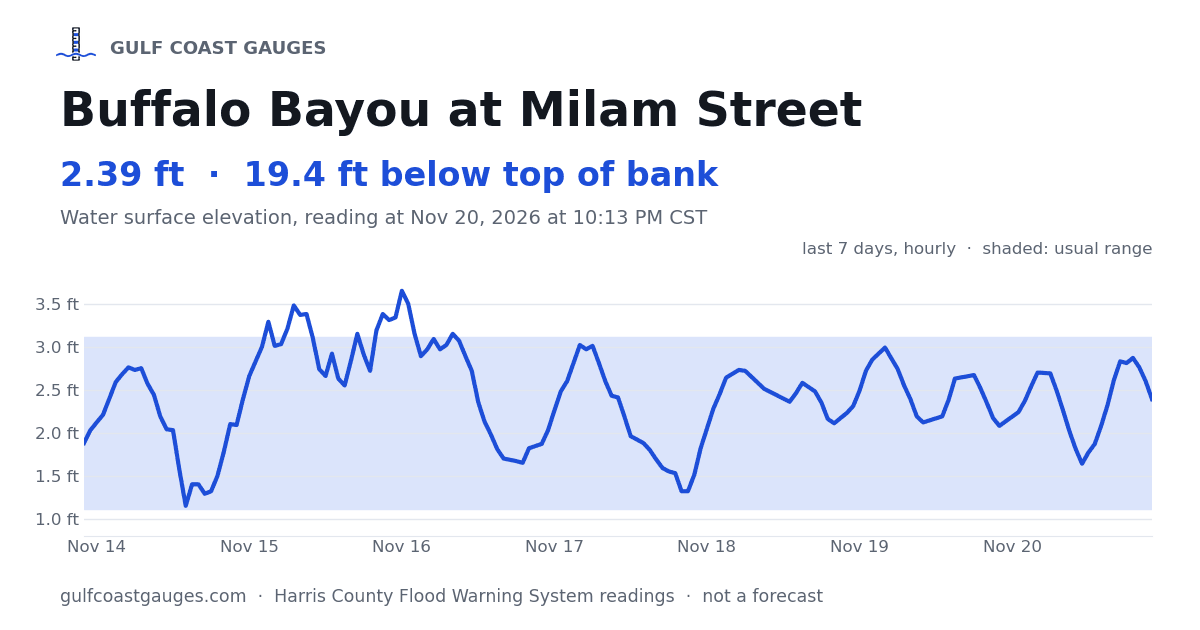 GULF COAST GAUGES
Buffalo Bayou at Milam Street
2.39 ft · 19.4 ft below top of bank
Water surface elevation, reading at Nov 20, 2026 at 10:13 PM CST
last 7 days, hourly · shaded: usual range
3.5 ft
3.0 ft
2.5 ft
2.0 ft
1.5 ft
1.0 ft
Nov 14 Nov 15 Nov 16 Nov 17 Nov 18 Nov 19 Nov 20
gulfcoastgauges.com · Harris County Flood Warning System readings · not a forecast